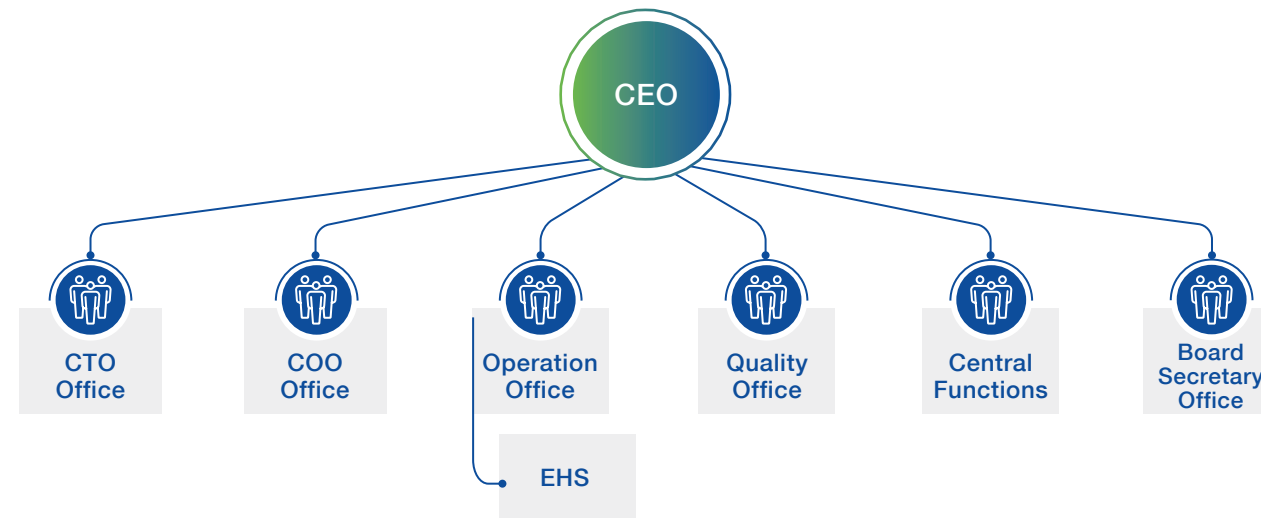 CEO
CTO
Office
COO
Office
Operation
Office
Quality
Office
Central
Functions
Board
Secretary
Office
EHS